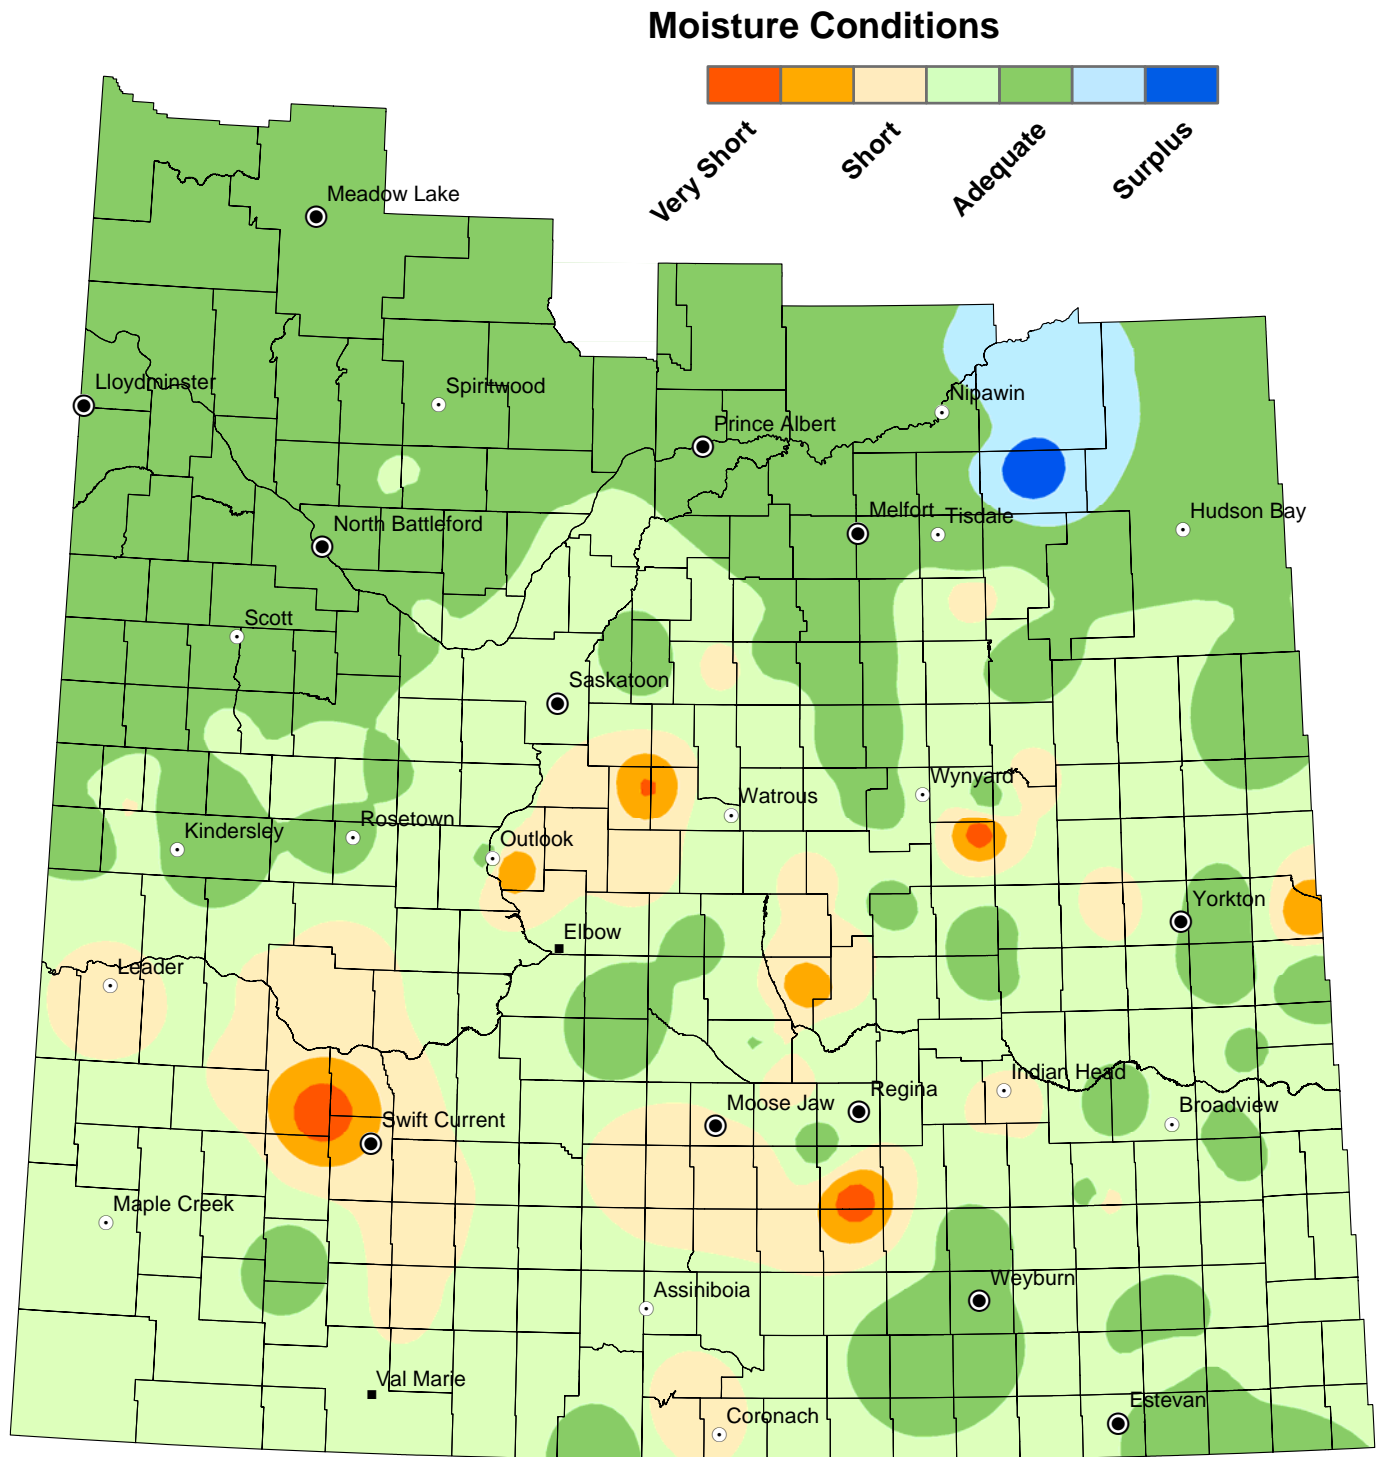 Moisture Conditions
Very Short
Short
Adequate
Surplus
Meadow Lake
Lloydminster
Spiritwood
Nipawin
Prince Albert
North Battleford
Melfort
Tisdale
Hudson Bay
Scott
Saskatoon
Wynyard
Watrous
Kindersley
Rosetown
Outlook
Yorkton
Elbow
Leader
Indian Head
Regina
Moose Jaw
Broadview
Swift Current
Maple Creek
Weyburn
Assiniboia
Val Marie
Estevan
Coronach